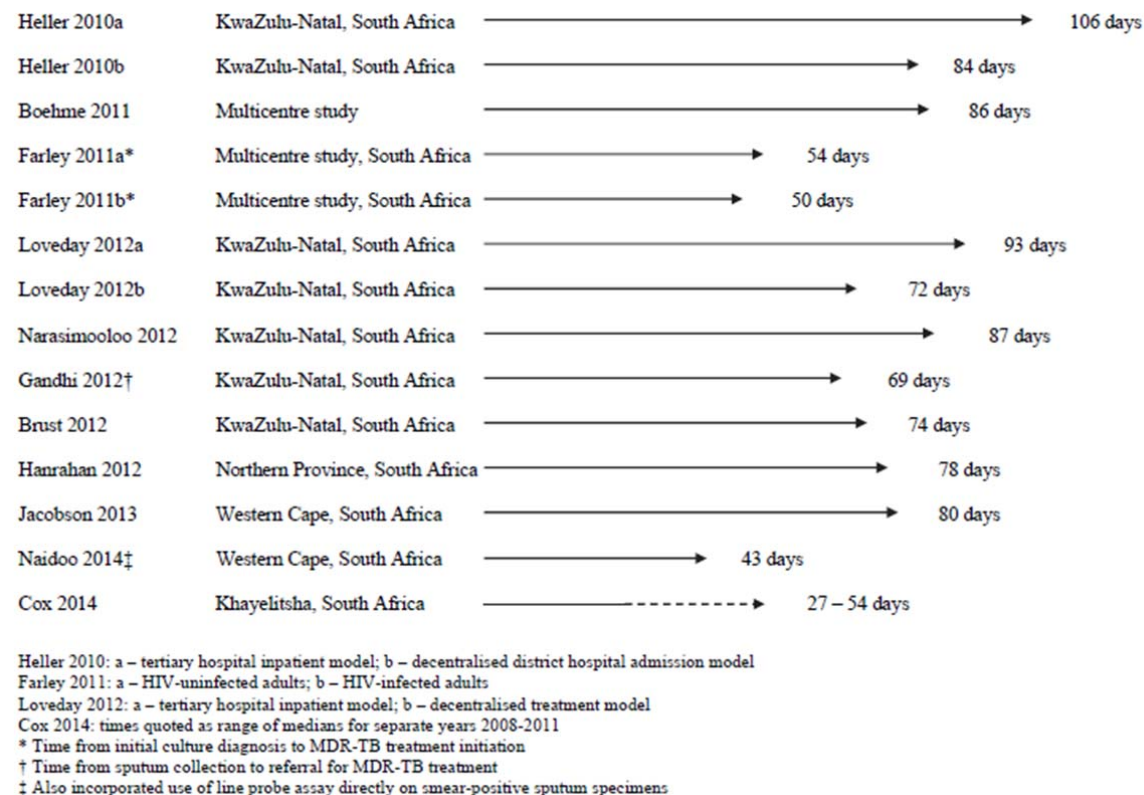 Heller 2010a KwaZulu-Natal, South Africa 106 days
Heller 2010b KwaZulu-Natal, South Africa 84 days
Boehme 2011 Multicentre study 86 days
Farley 2011a* Multicentre study, South Africa 54 days
Farley 2011b* Multicentre study, South Africa 50 days
Loveday 2012a KwaZulu-Natal, South Africa 93 days
Loveday 2012b KwaZulu-Natal, South Africa 72 days
Narasimooloo 2012 KwaZulu-Natal, South Africa 87 days
Gandhi 2012† KwaZulu-Natal, South Africa 69 days
Brust 2012 KwaZulu-Natal, South Africa 74 days
Hanrahan 2012 Northern Province, South Africa 78 days
Jacobson 2013 Western Cape, South Africa 80 days
Naidoo 2014‡ Western Cape, South Africa 43 days
Cox 2014 Khayelitsha, South Africa 27 – 54 days
Heller 2010: a – tertiary hospital inpatient model; b – decentralised district hospital admission model
Farley 2011: a – HIV-uninfected adults; b – HIV-infected adults
Loveday 2012: a – tertiary hospital inpatient model; b – decentralised treatment model
Cox 2014: times quoted as range of medians for separate years 2008-2011
* Time from initial culture diagnosis to MDR-TB treatment initiation
† Time from sputum collection to referral for MDR-TB treatment
‡ Also incorporated use of line probe assay directly on smear-positive sputum specimens